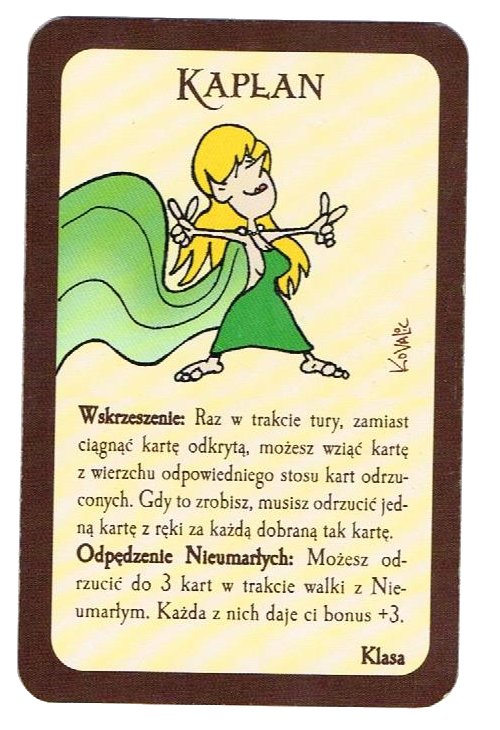 KAPŁAN
KOVALIC
Wskrzeszenie: Raz w trakcie tury, zamiast
ciągnąć kartę odkrytą, możesz wziąć kartę
z wierzchu odpowiedniego stosu kart odrzu-
conych. Gdy to zrobisz, musisz odrzucić jed-
ną kartę z ręki za każdą dobraną tak kartę.
Odpędzenie Nieumarłych: Możesz od-
rzucić do 3 kart w trakcie walki z Nie-
umarłym. Każda z nich daje ci bonus +3.
Klasa